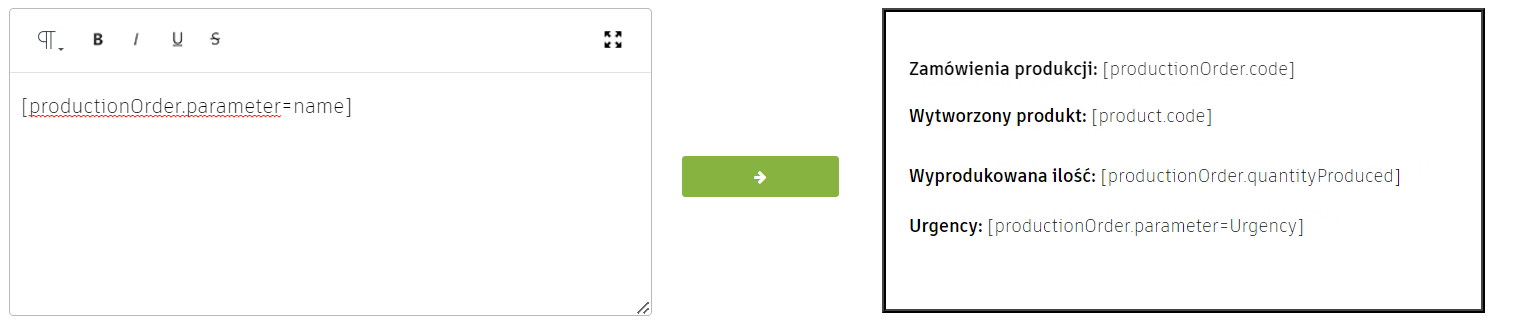 B I U S
[productionOrder.parameter=name]
Zamówienia produkcji: [productionOrder.code]
Wytworzony produkt: [product.code]
Wyprodukowana ilość: [productionOrder.quantityProduced]
Urgency: [productionOrder.parameter=Urgency]